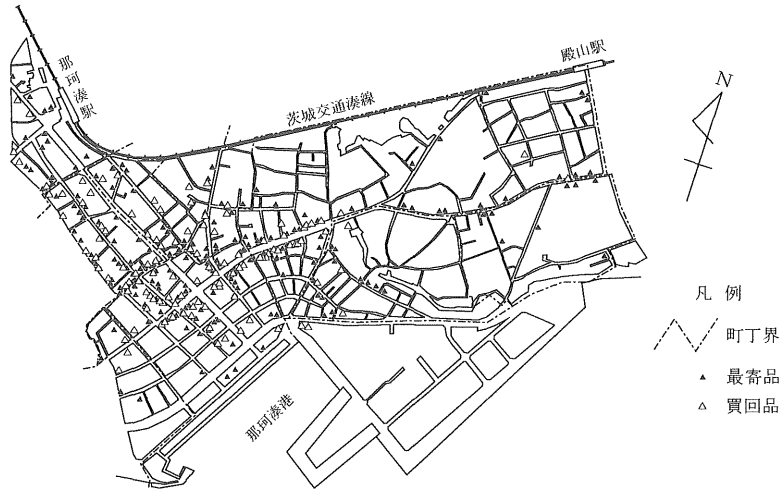 殿山駅
那珂湊駅
茨城交通湊線
N
那珂湊港
凡 例
町丁界
最寄品
買回品